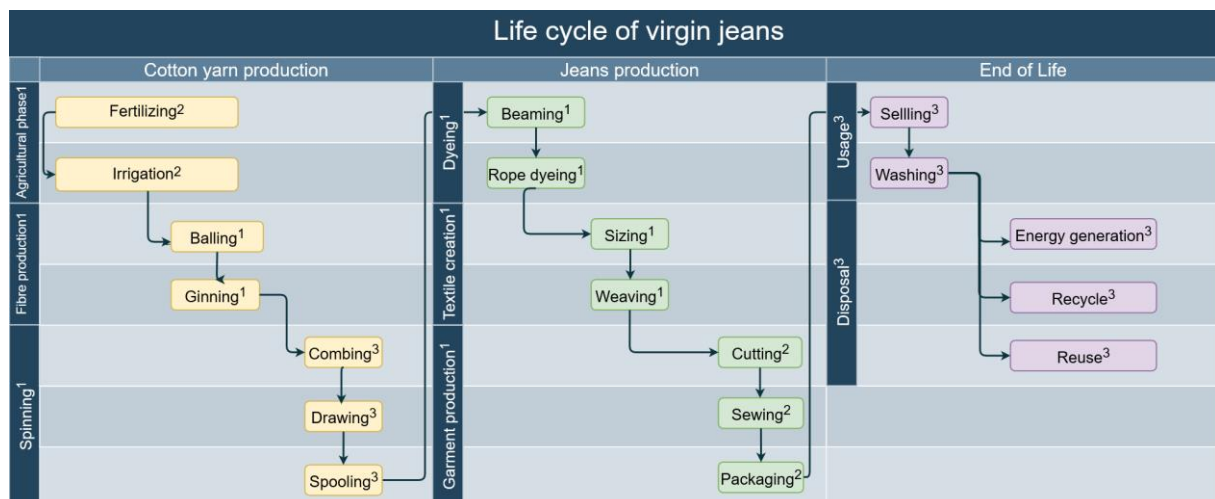 Life cycle of virgin jeans
Cotton yarn production
Jeans production
End of Life
Agricultural phase1
Fertilizing2
Irrigation2
Fibre production1
Balling1
Ginning1
Spinning1
Combing3
Drawing3
Spooling3
Dyeing1
Beaming1
Rope dyeing1
Textile creation1
Sizing1
Weaving1
Garment production1
Cutting2
Sewing2
Packaging2
Usage3
Sellling3
Washing3
Disposal3
Energy generation3
Recycle3
Reuse3